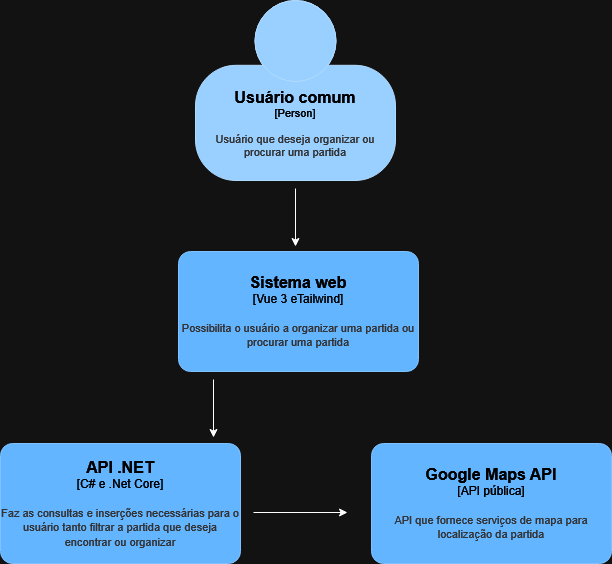 Usuário comum
[Person]
Usuário que deseja organizar ou
procurar uma partida
Sistema web
[Vue 3 eTailwind]
Possibilita o usuário a organizar uma partida ou
procurar uma partida
API .NET
[C# e .Net Core]
Faz as consultas e inserções necessárias para o
usuário tanto filtrar a partida que deseja
encontrar ou organizar
Google Maps API
[API pública]
API que fornece serviços de mapa para
localização da partida